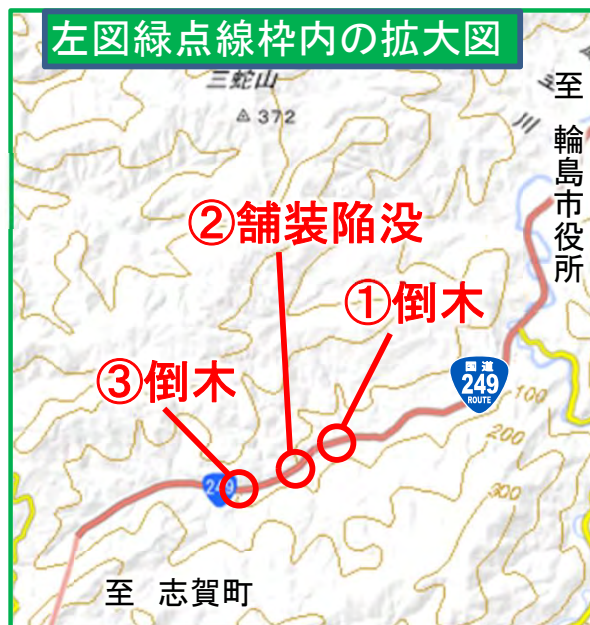 左図緑点線枠内の拡大図
三蛇山
372
至 輪島市役所
川
②舗装陥没
①倒木
③倒木
国道
249
ROUTE
100
200
300
249
至 志賀町